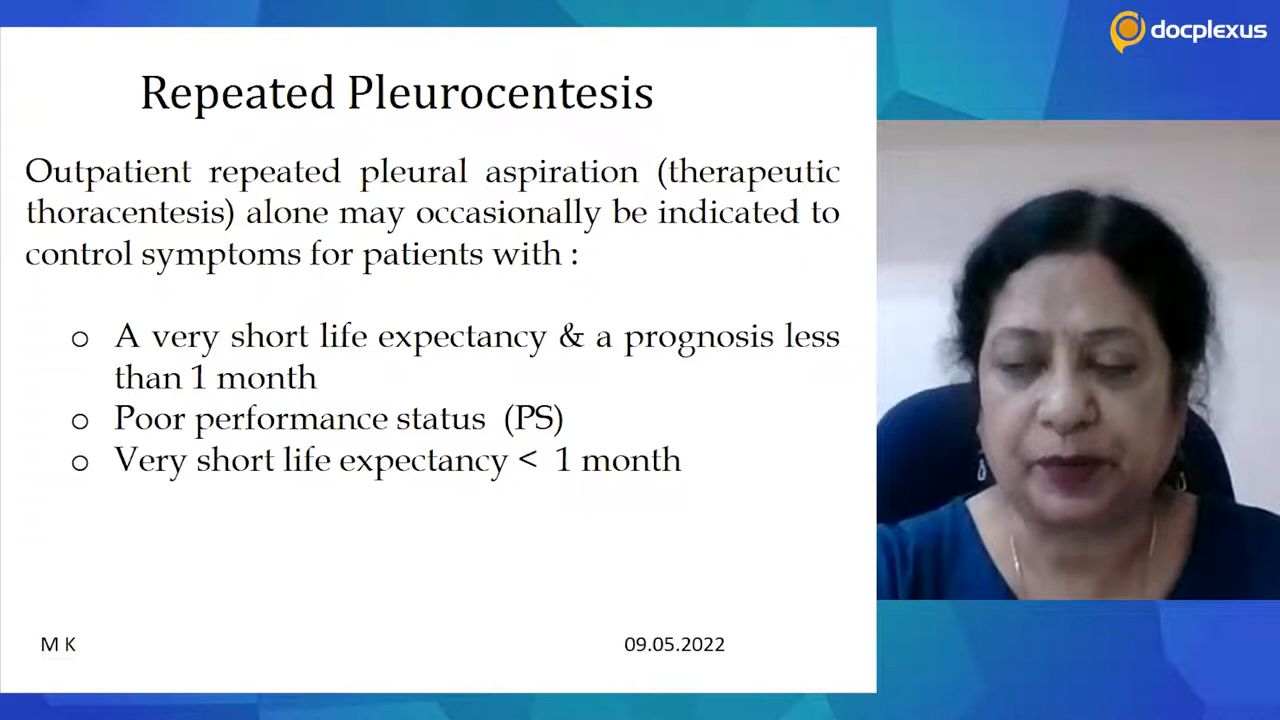 docplexus
Repeated Pleurocentesis
Outpatient repeated pleural aspiration (therapeutic
thoracentesis) alone may occasionally be indicated to
control symptoms for patients with :
o A very short life expectancy & a prognosis less
than 1 month
o Poor performance status (PS)
o Very short life expectancy < 1 month
M K
09.05.2022